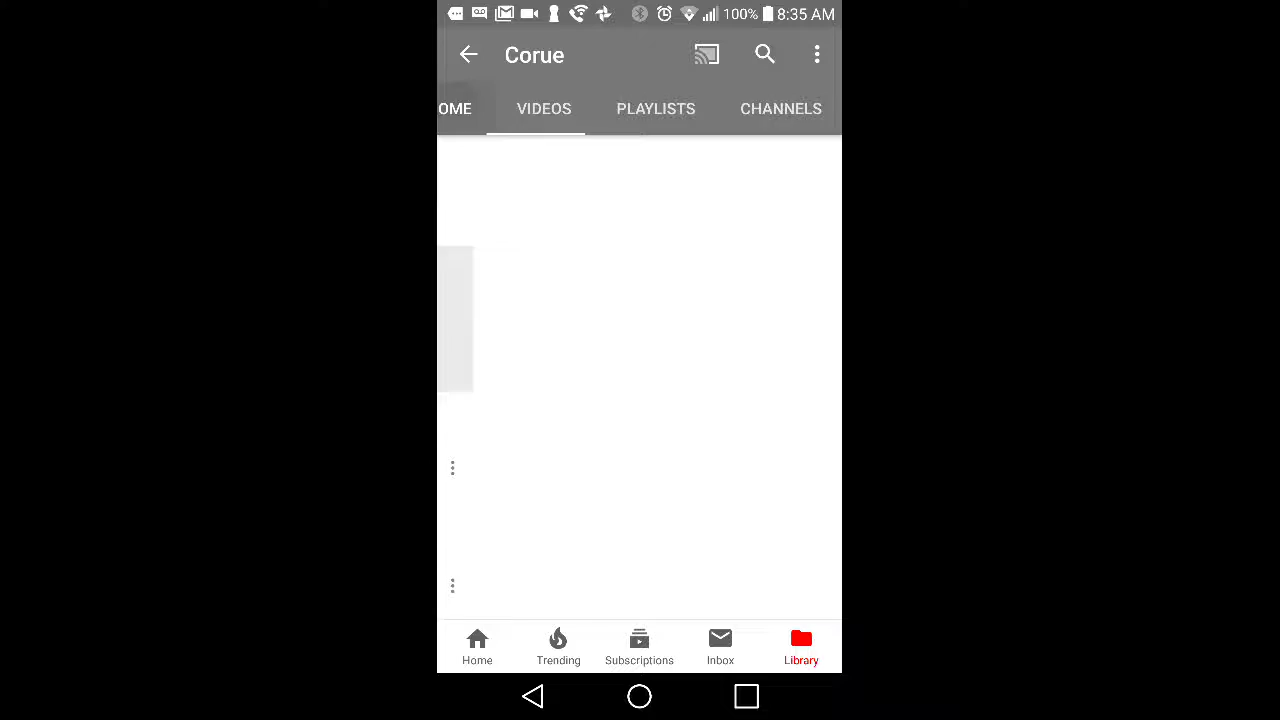 100% 8:35 AM
Corue
OME VIDEOS PLAYLISTS CHANNELS
Home Trending Subscriptions Inbox Library